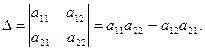 Δ = | a₁₁ a₁₂ | = a₁₁a₂₂ − a₁₂a₂₁.
| a₂₁ a₂₂ |